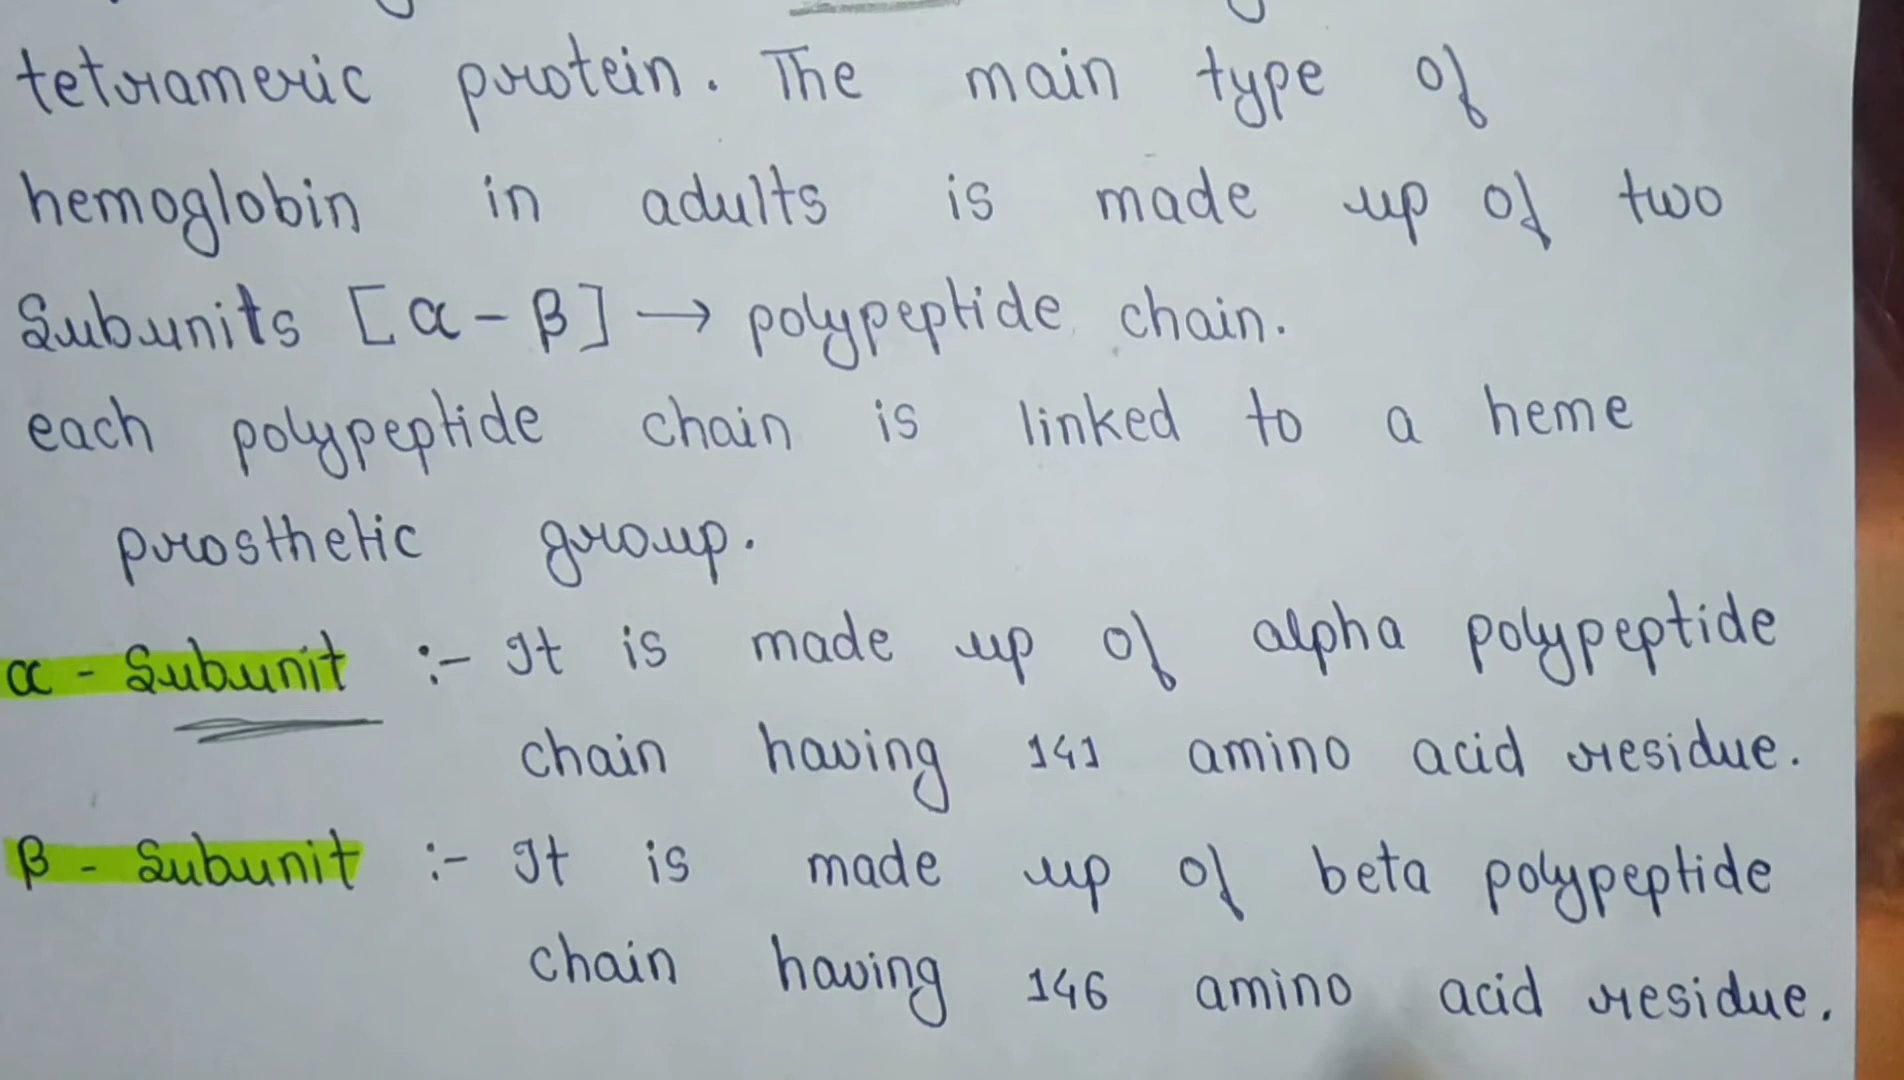 tetrameric protein. The main type of
hemoglobin in adults is made up of two
Subunits [α - β] → polypeptide chain.
each polypeptide chain is linked to a heme
prosthetic group.
α - Subunit :- It is made up of alpha polypeptide
chain having 141 amino acid residue.
β - Subunit :- It is made up of beta polypeptide
chain having 146 amino acid residue.